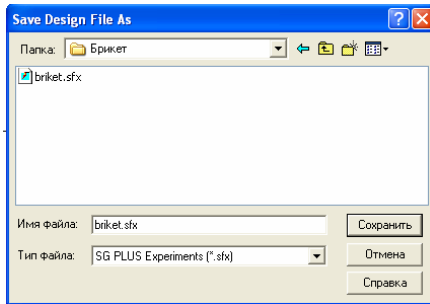 Save Design File As
Папка: Брикет
briket.sfx
Имя файла: briket.sfx Сохранить
Тип файла: SG PLUS Experiments (*.sfx) Отмена
Справка